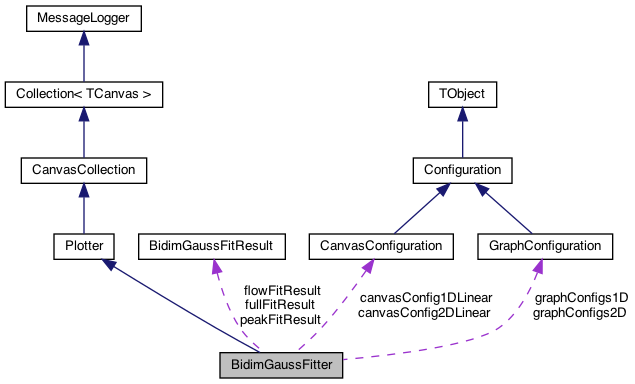 MessageLogger
Collection< TCanvas >
TObject
CanvasCollection
Configuration
Plotter
BidimGaussFitResult
CanvasConfiguration
GraphConfiguration
flowFitResult
fullFitResult
peakFitResult
canvasConfig1DLinear
canvasConfig2DLinear
graphConfigs1D
graphConfigs2D
BidimGaussFitter